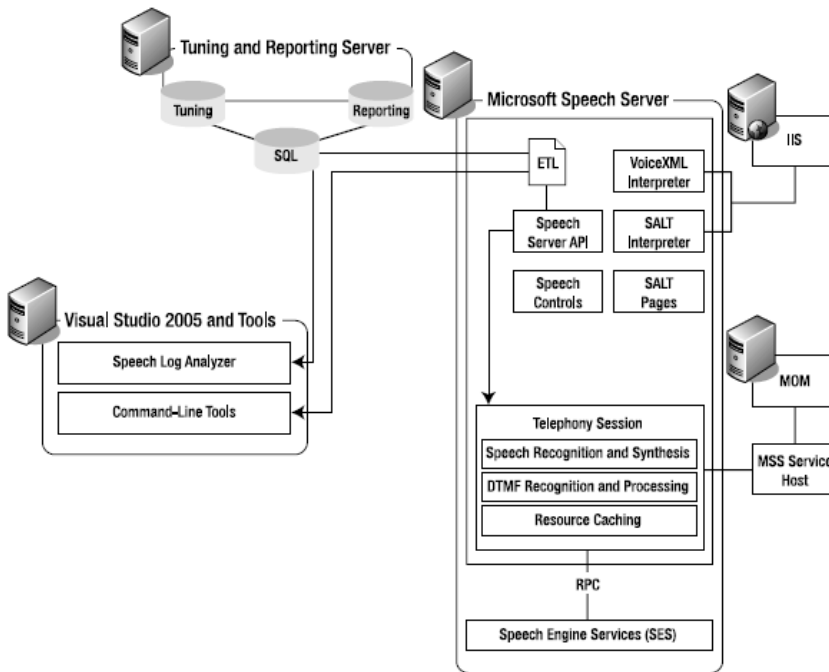 Tuning and Reporting Server
Tuning
Reporting
SQL
Microsoft Speech Server
ETL
VoiceXML
Interpreter
Speech
Server API
SALT
Interpreter
Speech
Controls
SALT
Pages
IIS
Visual Studio 2005 and Tools
Speech Log Analyzer
Command–Line Tools
MOM
Telephony Session
Speech Recognition and Synthesis
DTMF Recognition and Processing
Resource Caching
MSS Service
Host
RPC
Speech Engine Services (SES)